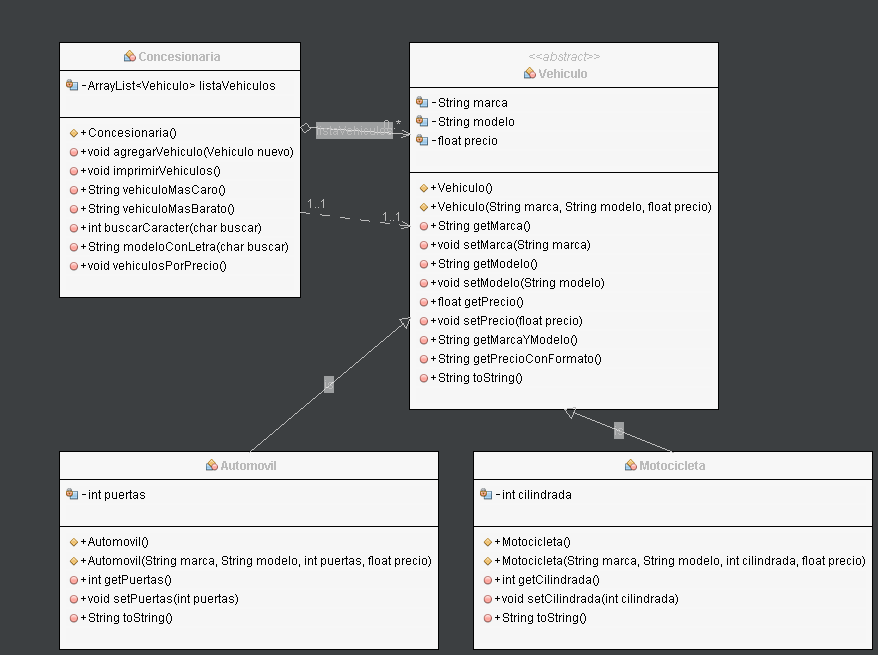 Concesionaria
-ArrayList<Vehiculo> listaVehiculos
+Concesionaria()
+void agregarVehiculo(Vehiculo nuevo)
+void imprimirVehiculos()
+String vehiculoMasCaro()
+String vehiculoMasBarato()
+int buscarCaracter(char buscar)
+String modeloConLetra(char buscar)
+void vehiculosPorPrecio()
listaVehiculos
*
1..1
1..1
<<abstract>>
Vehiculo
-String marca
-String modelo
-float precio
+Vehiculo()
+Vehiculo(String marca, String modelo, float precio)
+String getMarca()
+void setMarca(String marca)
+String getModelo()
+void setModelo(String modelo)
+float getPrecio()
+void setPrecio(float precio)
+String getMarcaYModelo()
+String getPrecioConFormato()
+String toString()
Automovil
-int puertas
+Automovil()
+Automovil(String marca, String modelo, int puertas, float precio)
+int getPuertas()
+void setPuertas(int puertas)
+String toString()
Motocicleta
-int cilindrada
+Motocicleta()
+Motocicleta(String marca, String modelo, int cilindrada, float precio)
+int getCilindrada()
+void setCilindrada(int cilindrada)
+String toString()